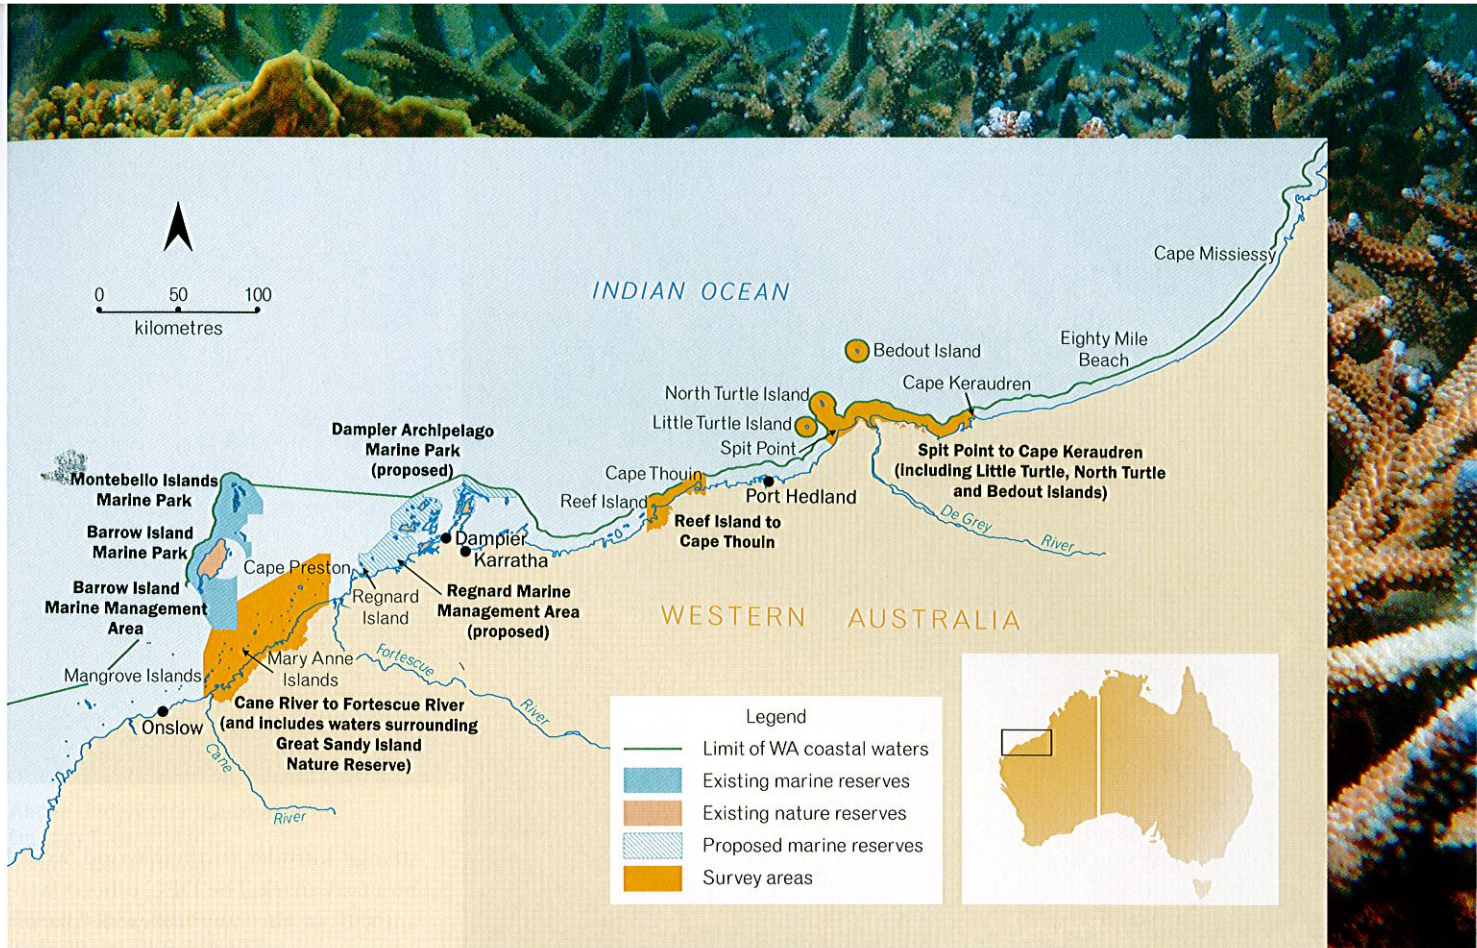 Cape Missiessy
0 50 100
kilometres
INDIAN OCEAN
Eighty Mile
Beach
Bedout Island
Cape Keraudren
North Turtle Island
Little Turtle Island
Spit Point
Spit Point to Cape Keraudren
(including Little Turtle, North Turtle
and Bedout Islands)
Dampier Archipelago
Marine Park
(proposed)
Cape Thouin
Reef Island
Port Hedland
Reef Island to
Cape Thouin
De Grey
River
Montebello Islands
Marine Park
Barrow Island
Marine Park
Barrow Island
Marine Management
Area
Cape Preston
Dampier
Karratha
Regnard
Island
Regnard Marine
Management Area
(proposed)
WESTERN AUSTRALIA
Mangrove Islands
Mary Anne
Islands
Fortescue
River
Onslow
Cane River to Fortescue River
(and includes waters surrounding
Great Sandy Island
Nature Reserve)
Cane
River
Legend
Limit of WA coastal waters
Existing marine reserves
Existing nature reserves
Proposed marine reserves
Survey areas